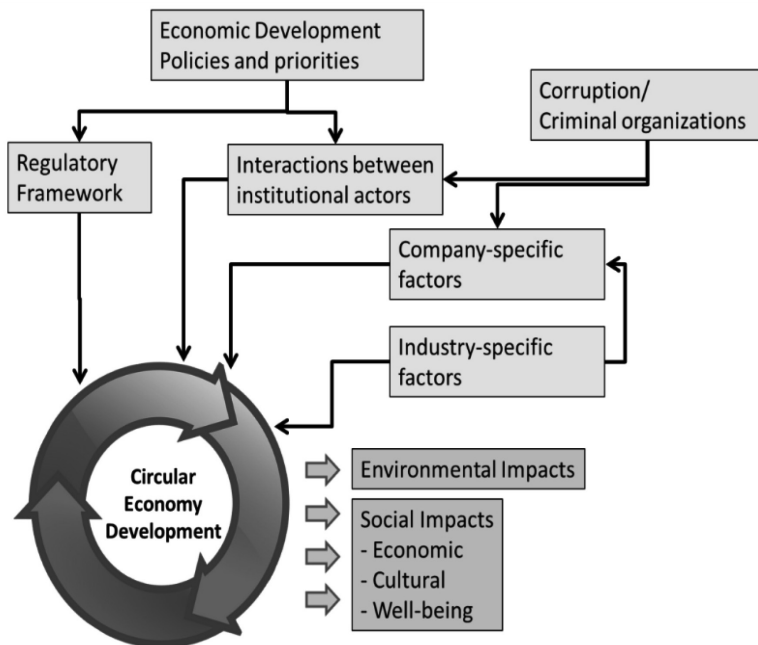 Economic Development
Policies and priorities
Corruption/
Criminal organizations
Regulatory
Framework
Interactions between
institutional actors
Company-specific
factors
Industry-specific
factors
Circular
Economy
Development
Environmental Impacts
Social Impacts
- Economic
- Cultural
- Well-being